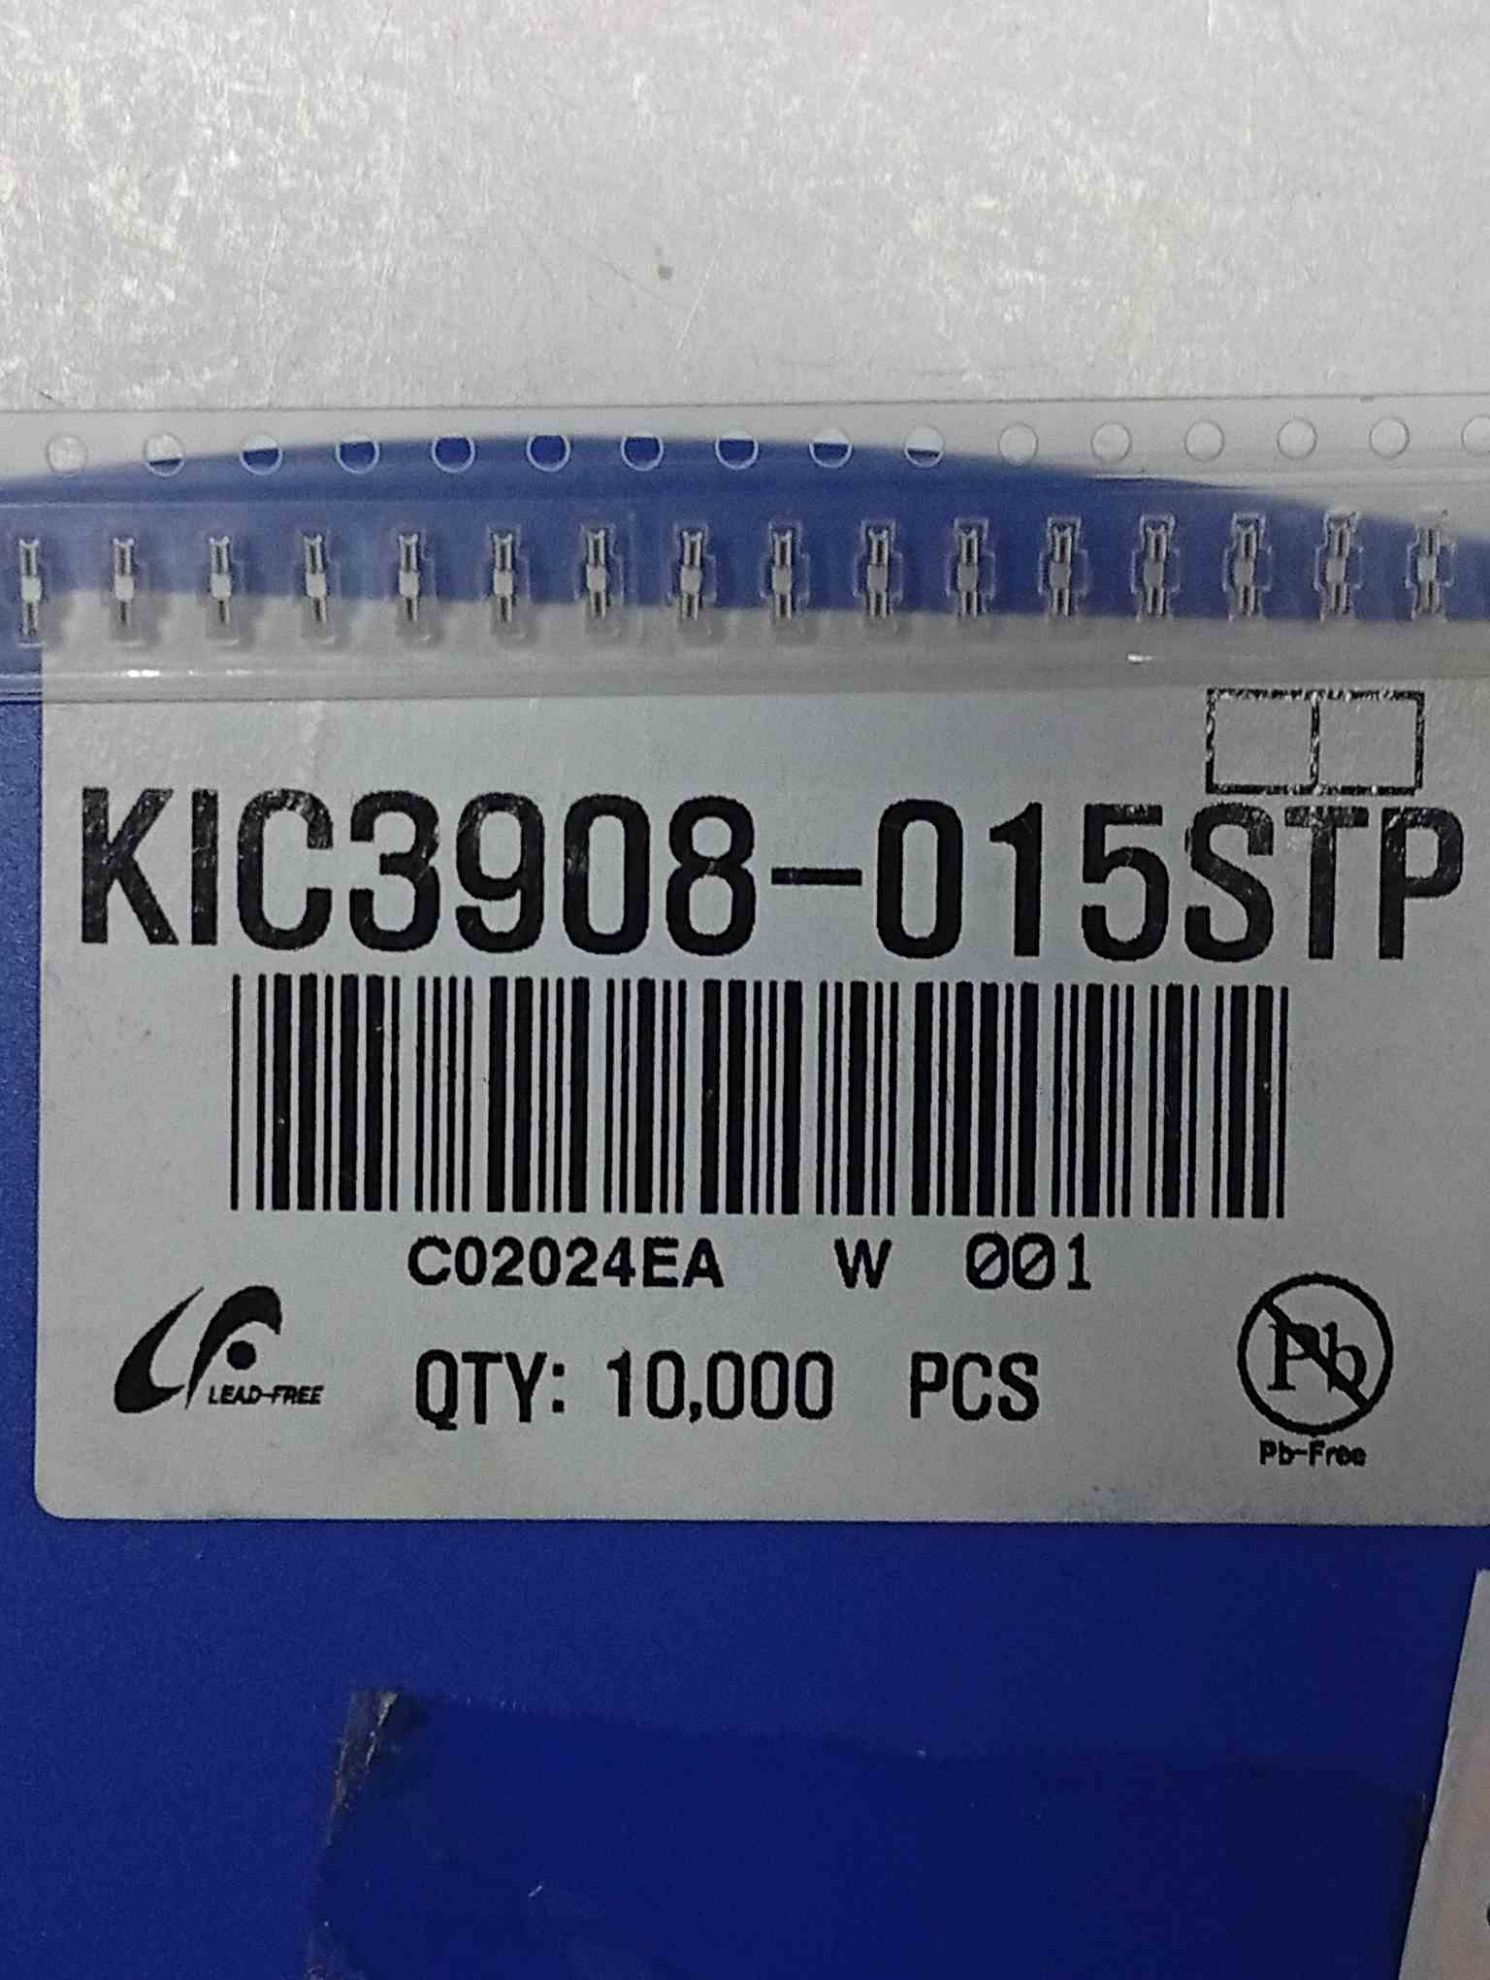 KIC3908-015STP
C02024EA W 001
LEAD-FREE
QTY: 10,000 PCS
Pb
Pb-Free